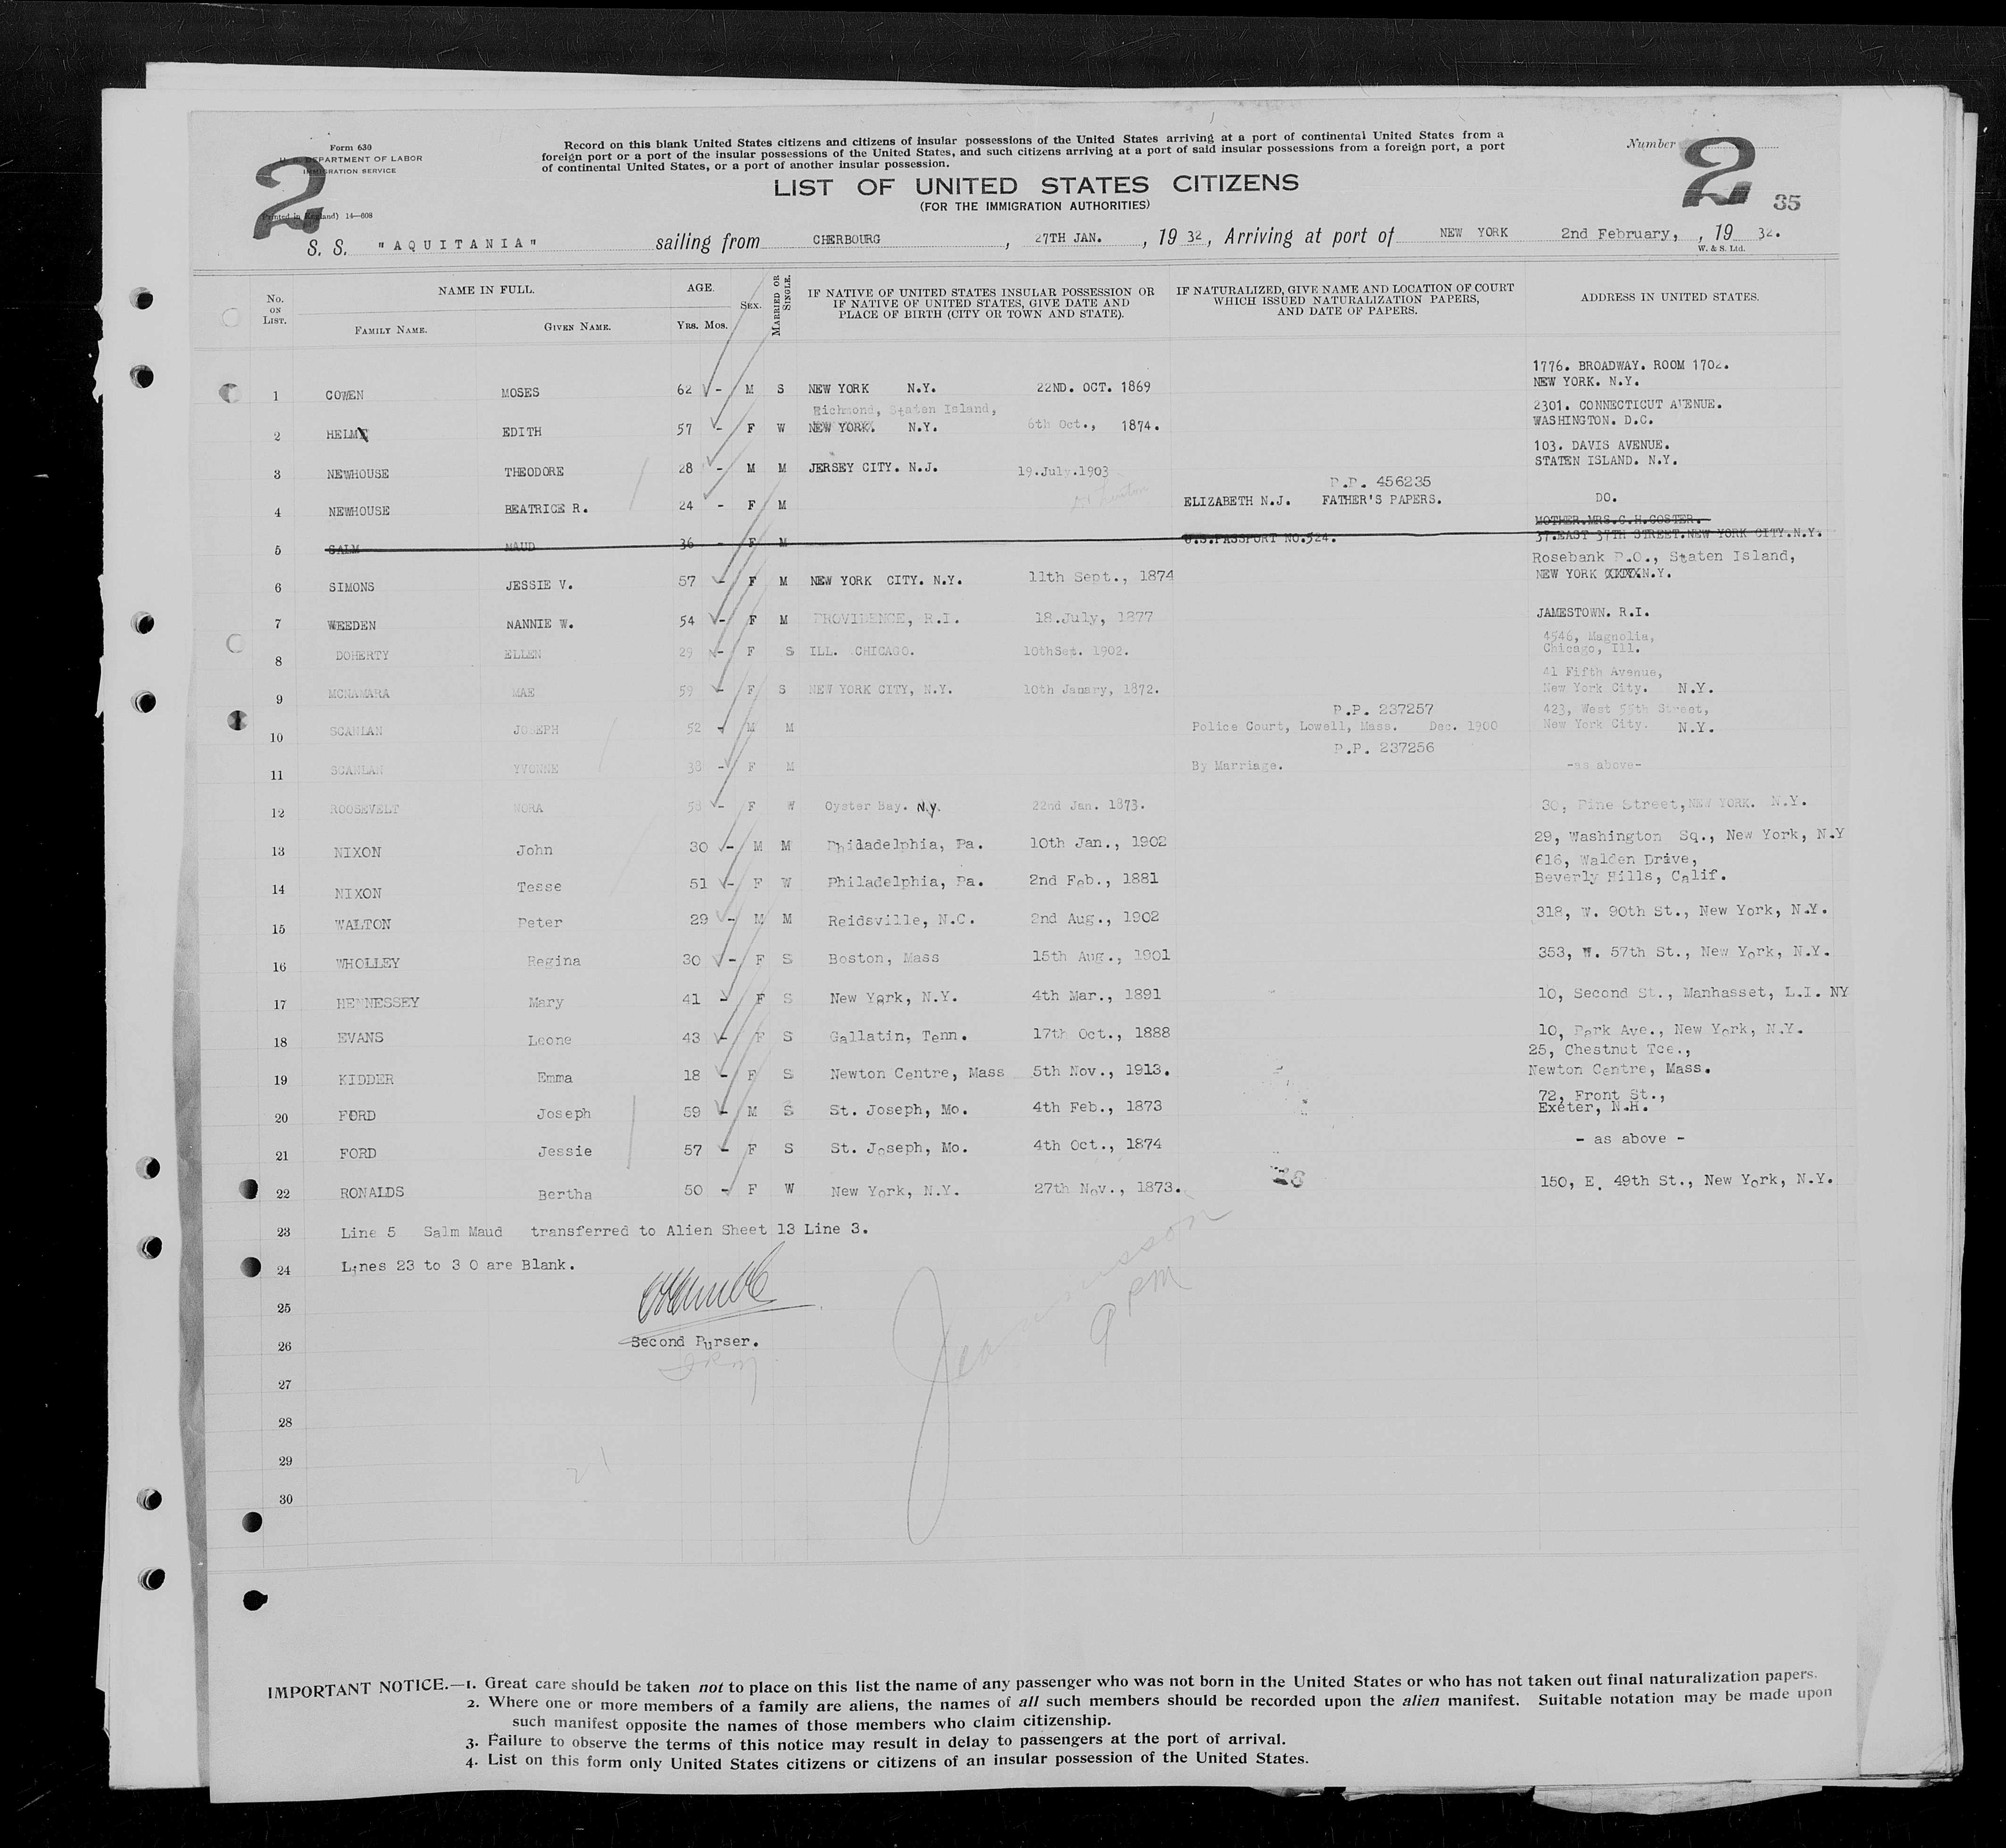 Form 630
U. S. DEPARTMENT OF LABOR
IMMIGRATION SERVICE
(Printed in England) 14—608
2
Record on this blank United States citizens and citizens of insular possessions of the United States arriving at a port of continental United States from a
foreign port or a port of the insular possessions of the United States, and such citizens arriving at a port of said insular possessions from a foreign port, a port
of continental United States, or a port of another insular possession.
Number 2
35
LIST OF UNITED STATES CITIZENS
(FOR THE IMMIGRATION AUTHORITIES)
S. S. "AQUITANIA" sailing from CHERBOURG, 27TH JAN., 1932, Arriving at port of NEW YORK 2nd February, , 1932.
W. & S. Ltd.
No. ON LIST. NAME IN FULL. FAMILY NAME. GIVEN NAME. AGE. YRS. MOS. SEX. MARRIED OR SINGLE. IF NATIVE OF UNITED STATES INSULAR POSSESSION OR IF NATIVE OF UNITED STATES, GIVE DATE AND PLACE OF BIRTH (CITY OR TOWN AND STATE). IF NATURALIZED, GIVE NAME AND LOCATION OF COURT WHICH ISSUED NATURALIZATION PAPERS, AND DATE OF PAPERS. ADDRESS IN UNITED STATES.
1776. BROADWAY. ROOM 1702.
1 COWEN MOSES 62 - M S NEW YORK N.Y. 22ND. OCT. 1869 NEW YORK. N.Y.
Richmond, Staten Island, 2301. CONNECTICUT AVENUE.
2 HELM EDITH 57 - F W NEW YORK. N.Y. 6th Oct., 1874. WASHINGTON. D.C.
103. DAVIS AVENUE.
3 NEWHOUSE THEODORE 28 - M M JERSEY CITY. N.J. 19.July.1903 STATEN ISLAND. N.Y.
P.P. 456235
4 NEWHOUSE BEATRICE R. 24 - F M ELIZABETH N.J. FATHER'S PAPERS. DO.
MOTHER.MRS.C.H.COSTER.
5 SALM MAUD 36 - F M U.S.PASSPORT NO.524. 37.EAST 37TH STREET.NEW YORK CITY.N.Y.
Rosebank P.O., Staten Island,
6 SIMONS JESSIE V. 57 - F M NEW YORK CITY. N.Y. 11th Sept., 1874 NEW YORK N.Y.
7 WEEDEN NANNIE W. 54 - F M PROVIDENCE, R.I. 18.July, 1877 JAMESTOWN. R.I.
4546, Magnolia,
8 DOHERTY ELLEN 29 - F S ILL. CHICAGO. 10thSet. 1902. Chicago, Ill.
41 Fifth Avenue,
9 MCNAMARA MAE 59 - F S NEW YORK CITY, N.Y. 10th Janary, 1872. New York City. N.Y.
P.P. 237257 423, West 55th Street,
10 SCANLAN JOSEPH 52 - M M Police Court, Lowell, Mass. Dec. 1900 New York City. N.Y.
P.P. 237256
11 SCANLAN YVONNE 38 - F M By Marriage. -as above-
12 ROOSEVELT NORA 58 - F W Oyster Bay. N.Y. 22nd Jan. 1873. 30, Pine Street, NEW YORK. N.Y.
13 NIXON John 30 - M M Philadelphia, Pa. 10th Jan., 1902 29, Washington Sq., New York, N.Y
616, Walden Drive,
14 NIXON Tesse 51 - F W Philadelphia, Pa. 2nd Feb., 1881 Beverly Hills, Calif.
15 WALTON Peter 29 - M M Reidsville, N.C. 2nd Aug., 1902 318, W. 90th St., New York, N.Y.
16 WHOLLEY Regina 30 - F S Boston, Mass 15th Aug., 1901 353, W. 57th St., New York, N.Y.
17 HENNESSEY Mary 41 - F S New York, N.Y. 4th Mar., 1891 10, Second St., Manhasset, L.I. NY
18 EVANS Leone 43 - F S Gallatin, Tenn. 17th Oct., 1888 10, Park Ave., New York, N.Y.
25, Chestnut Tce.,
19 KIDDER Emma 18 - F S Newton Centre, Mass 5th Nov., 1913. Newton Centre, Mass.
72, Front St.,
20 FORD Joseph 59 - M S St. Joseph, Mo. 4th Feb., 1873 Exeter, N.H.
21 FORD Jessie 57 - F S St. Joseph, Mo. 4th Oct., 1874 - as above -
22 RONALDS Bertha 50 - F W New York, N.Y. 27th Nov., 1873. 150, E. 49th St., New York, N.Y.
23 Line 5 Salm Maud transferred to Alien Sheet 13 Line 3.
24 Lines 23 to 3 0 are Blank.
25
26 Second Purser.
9 PM
27
28
29
21
30
IMPORTANT NOTICE.—1. Great care should be taken not to place on this list the name of any passenger who was not born in the United States or who has not taken out final naturalization papers.
2. Where one or more members of a family are aliens, the names of all such members should be recorded upon the alien manifest. Suitable notation may be made upon
such manifest opposite the names of those members who claim citizenship.
3. Failure to observe the terms of this notice may result in delay to passengers at the port of arrival.
4. List on this form only United States citizens or citizens of an insular possession of the United States.